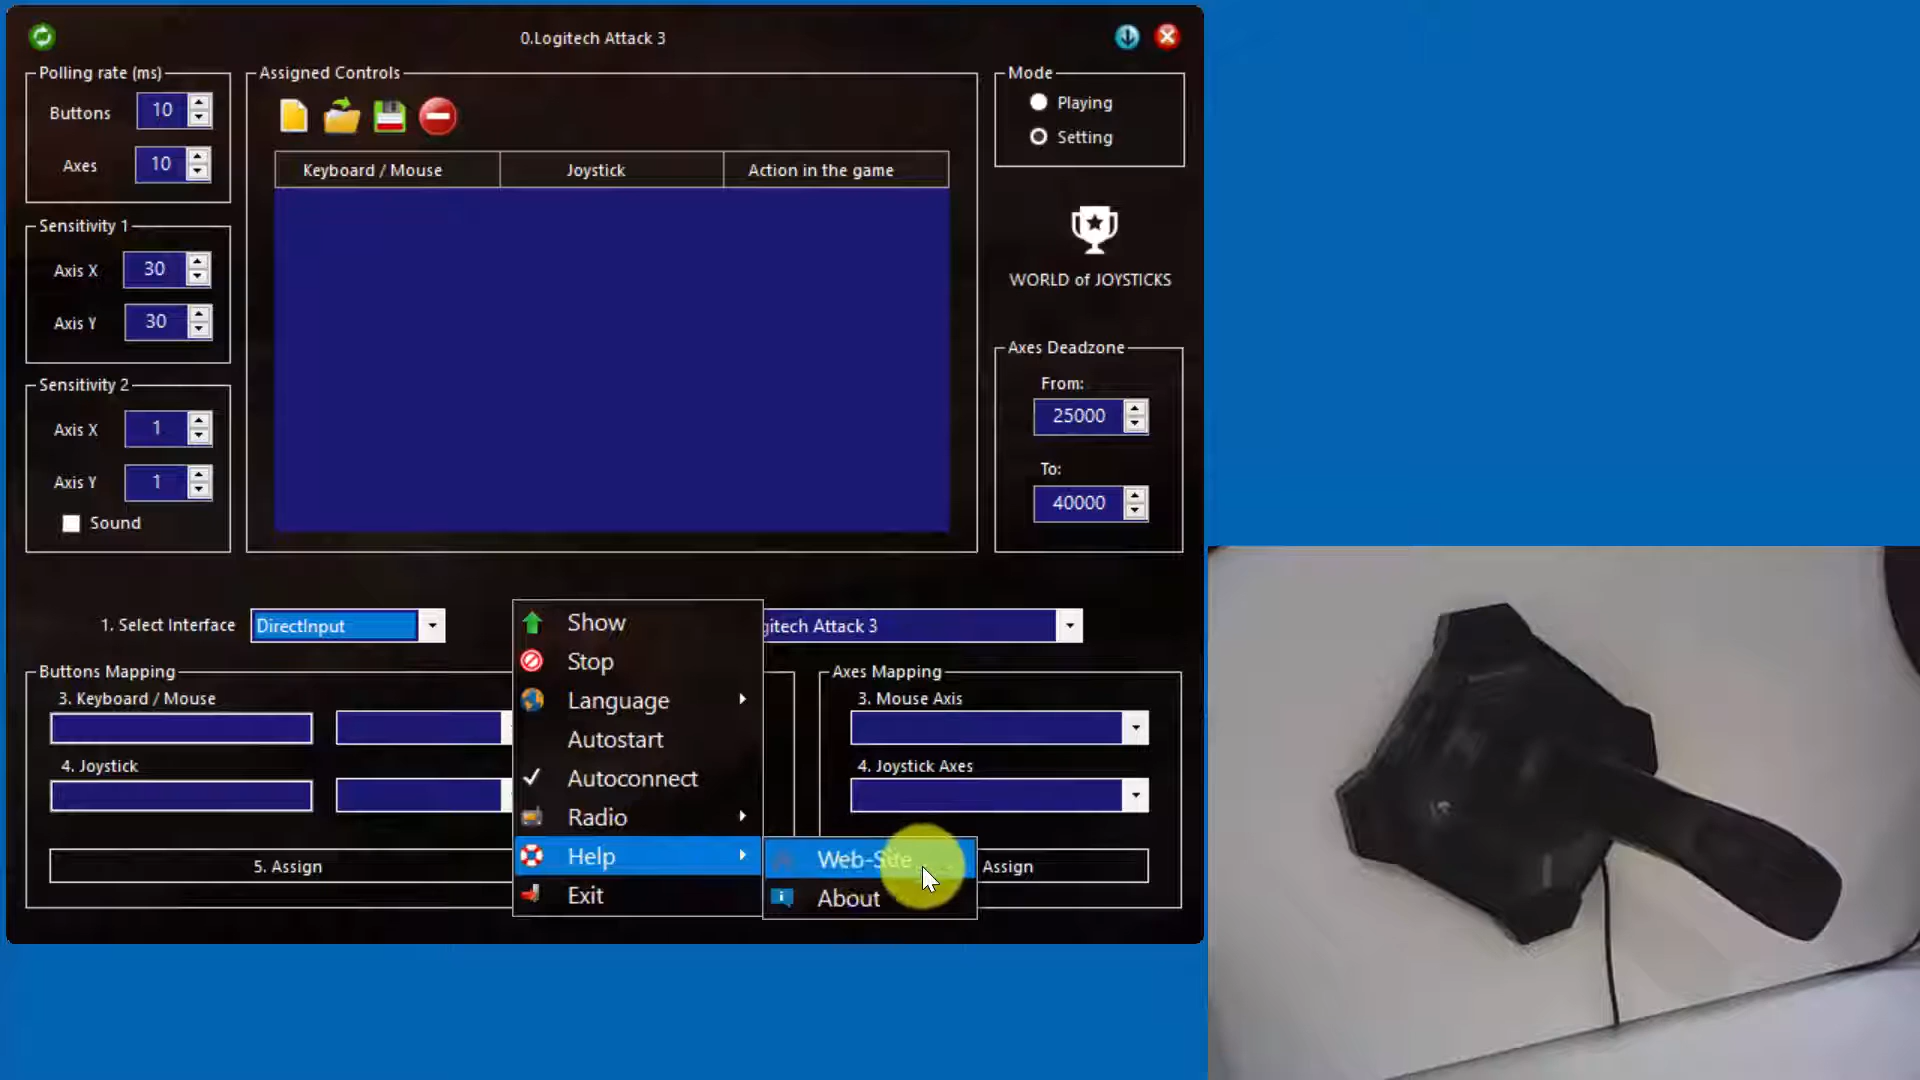 0.Logitech Attack 3
Polling rate (ms)
Buttons 10
Axes 10
Sensitivity 1
Axis X 30
Axis Y 30
Sensitivity 2
Axis X 1
Axis Y 1
Sound
Assigned Controls
Keyboard / Mouse Joystick Action in the game
Mode
Playing
Setting
WORLD of JOYSTICKS
Axes Deadzone
From:
25000
To:
40000
1. Select Interface DirectInput
gitech Attack 3
Buttons Mapping
3. Keyboard / Mouse
4. Joystick
5. Assign
Show
Stop
Language
Autostart
Autoconnect
Radio
Help
Exit
Web-Site
About
Axes Mapping
3. Mouse Axis
4. Joystick Axes
Assign